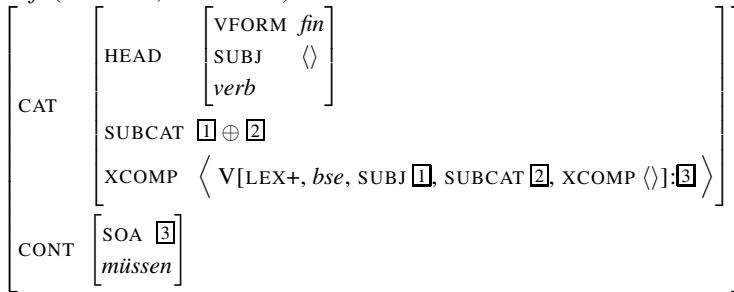 VFORM fin
HEAD SUBJ ⟨⟩
verb
CAT
SUBCAT 1 ⊕ 2
XCOMP ⟨ V[LEX+, bse, SUBJ 1, SUBCAT 2, XCOMP ⟨⟩]:3 ⟩
SOA 3
CONT
müssen